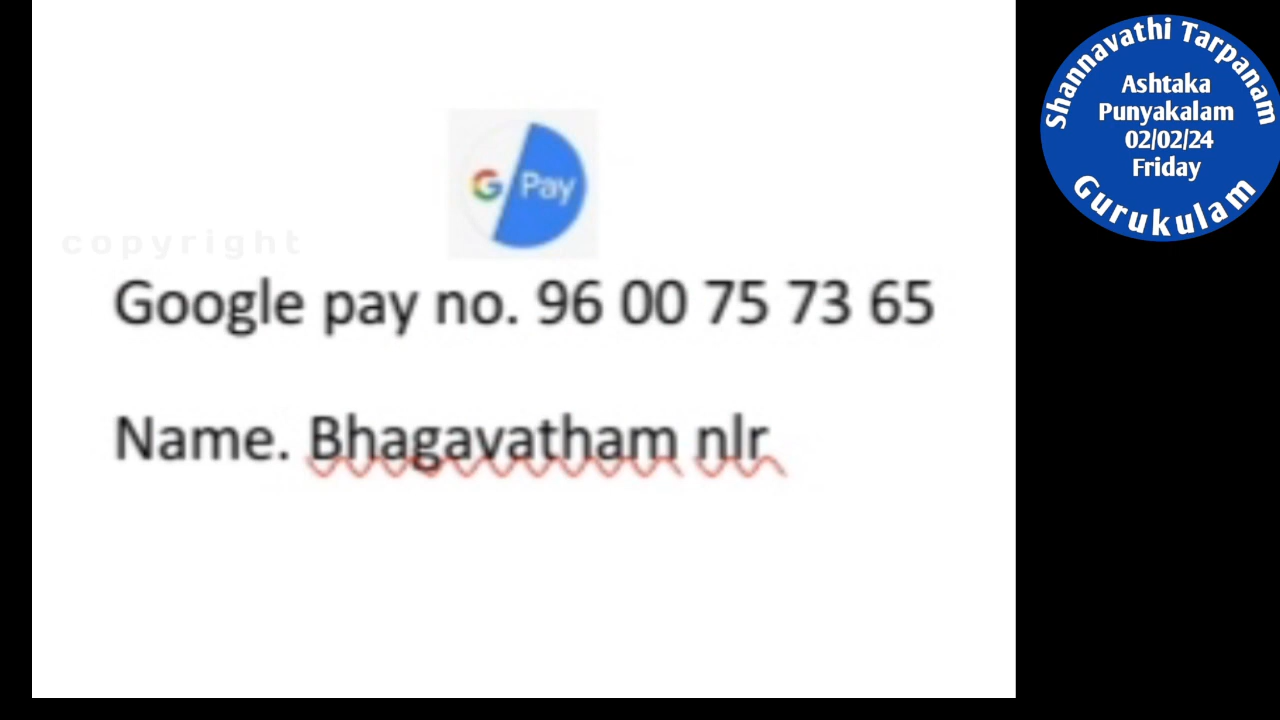 G Pay
copyright
Google pay no. 96 00 75 73 65
Name. Bhagavatham nlr
Shannavathi Tarpanam
Ashtaka
Punyakalam
02/02/24
Friday
Gurukulam